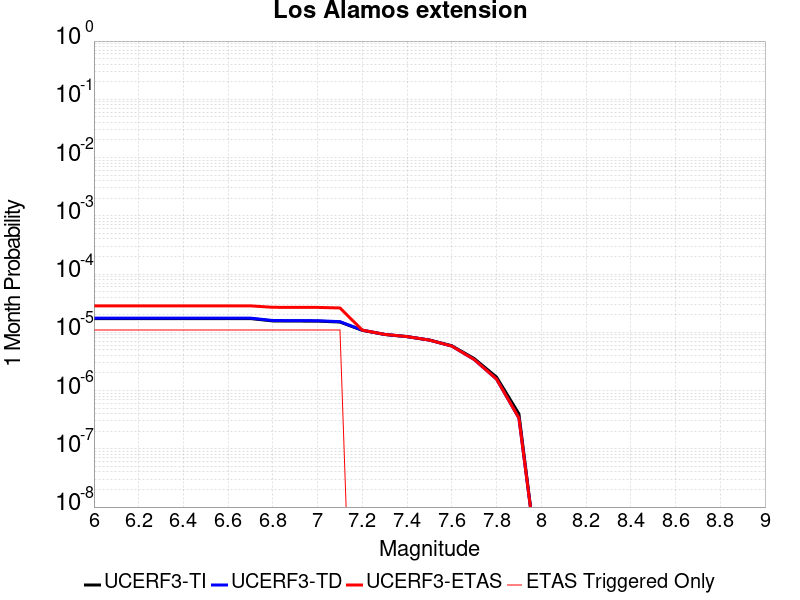 Los Alamos extension
10^0
10^-1
10^-2
10^-3
10^-4
10^-5
10^-6
10^-7
10^-8
1 Month Probability
6 6.2 6.4 6.6 6.8 7 7.2 7.4 7.6 7.8 8 8.2 8.4 8.6 8.8 9
Magnitude
UCERF3-TI UCERF3-TD UCERF3-ETAS ETAS Triggered Only